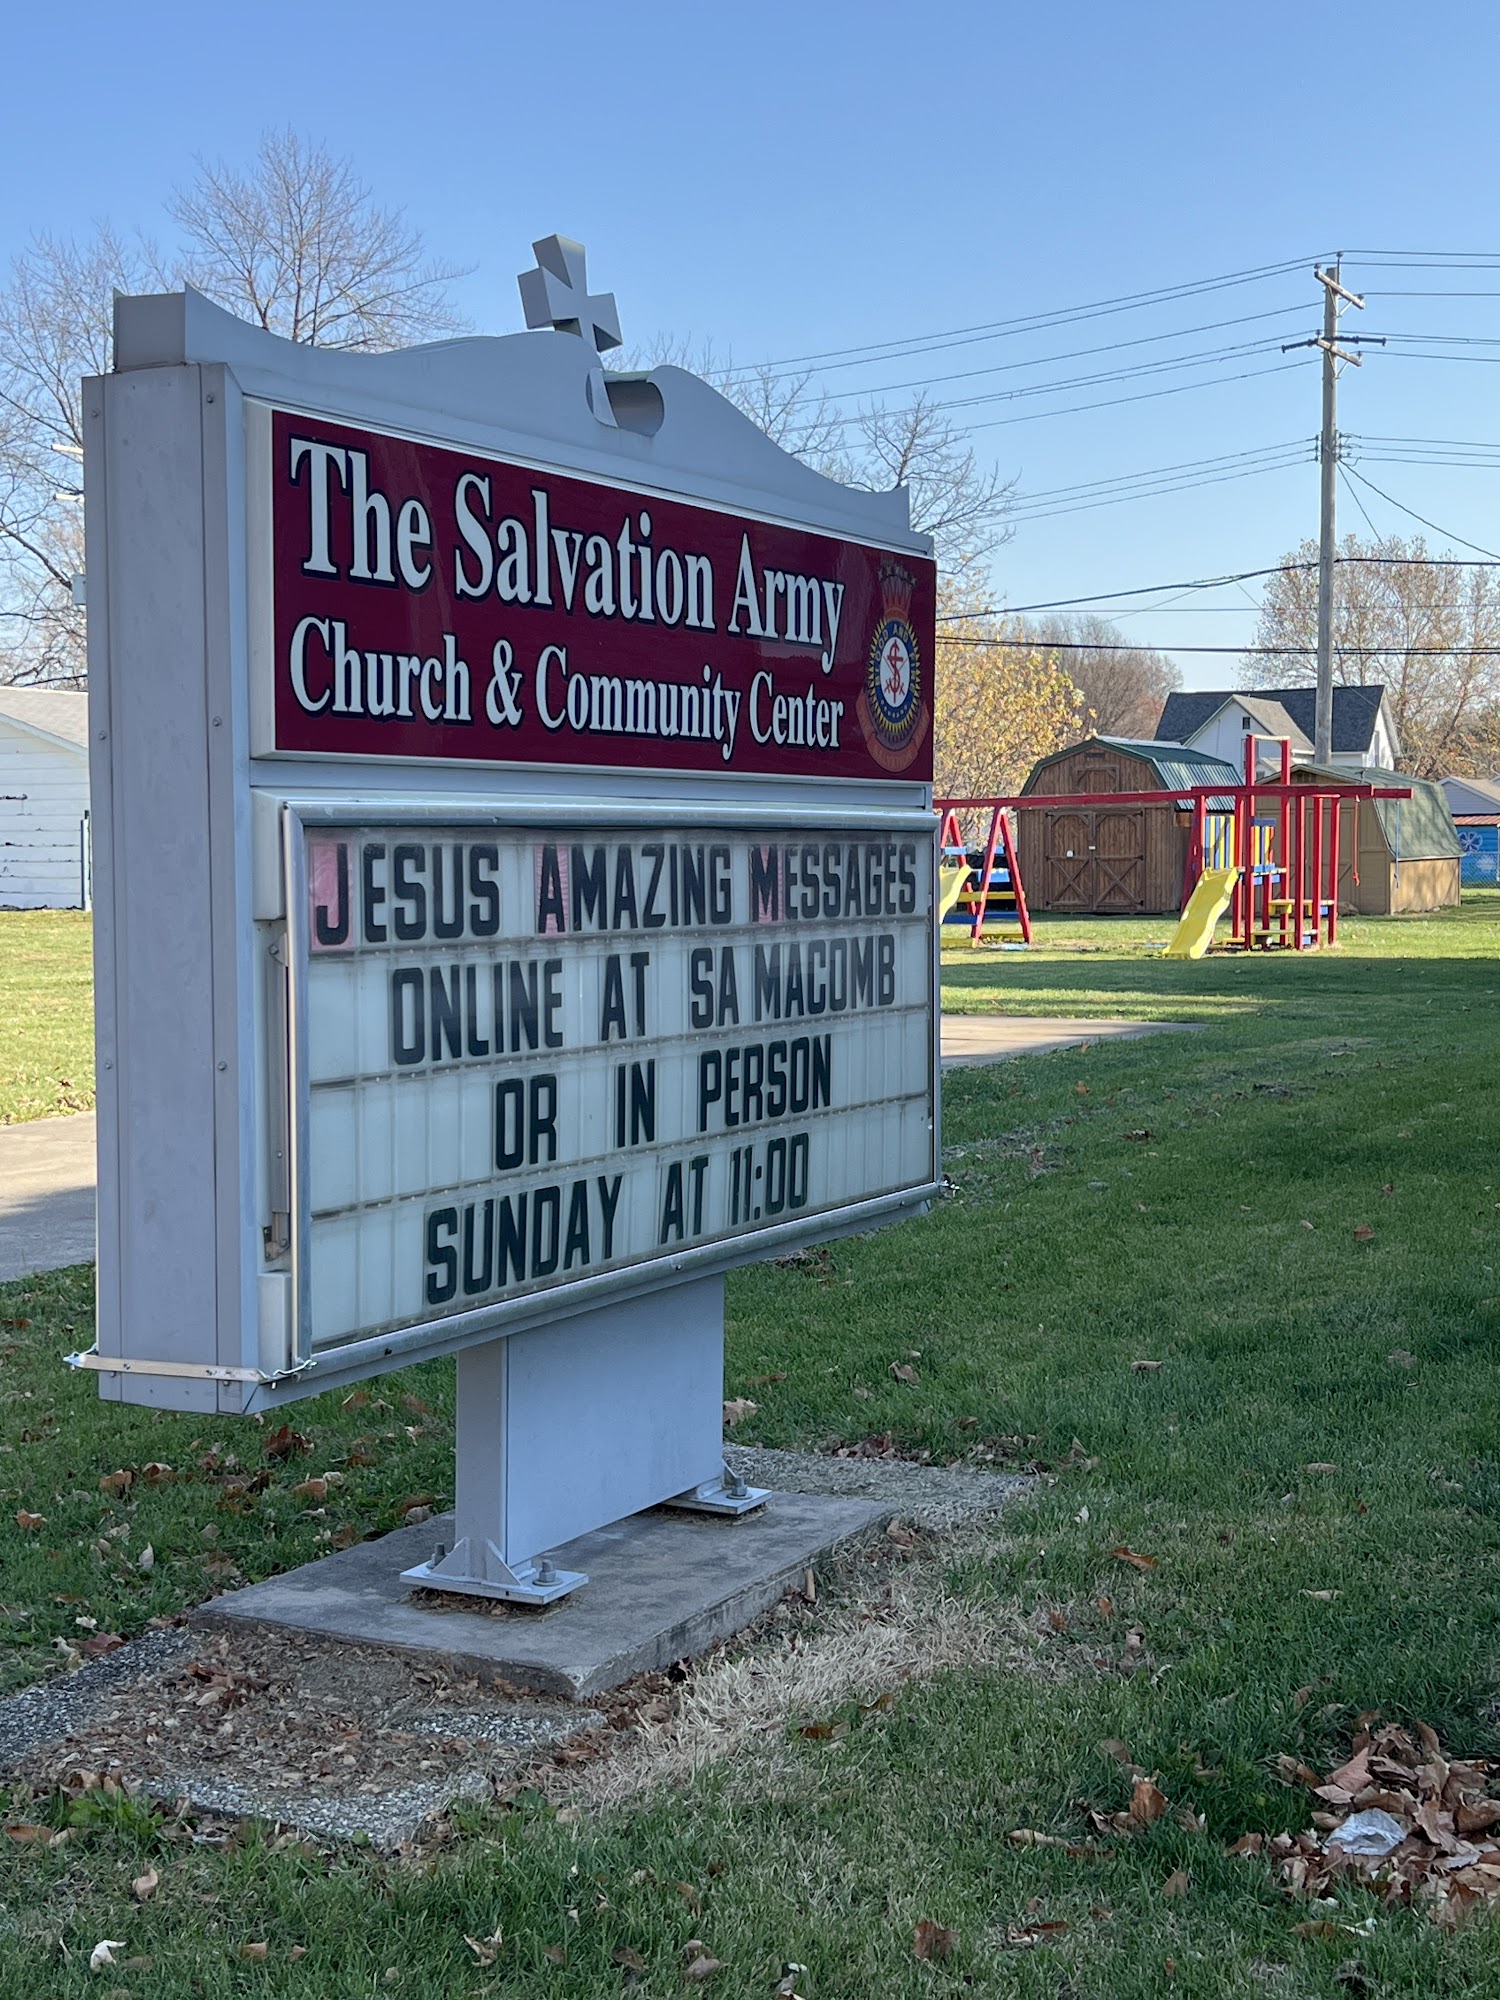 The Salvation Army
Church & Community Center
JESUS AMAZING MESSAGES
ONLINE AT SA MACOMB
OR IN PERSON
SUNDAY AT 11:00